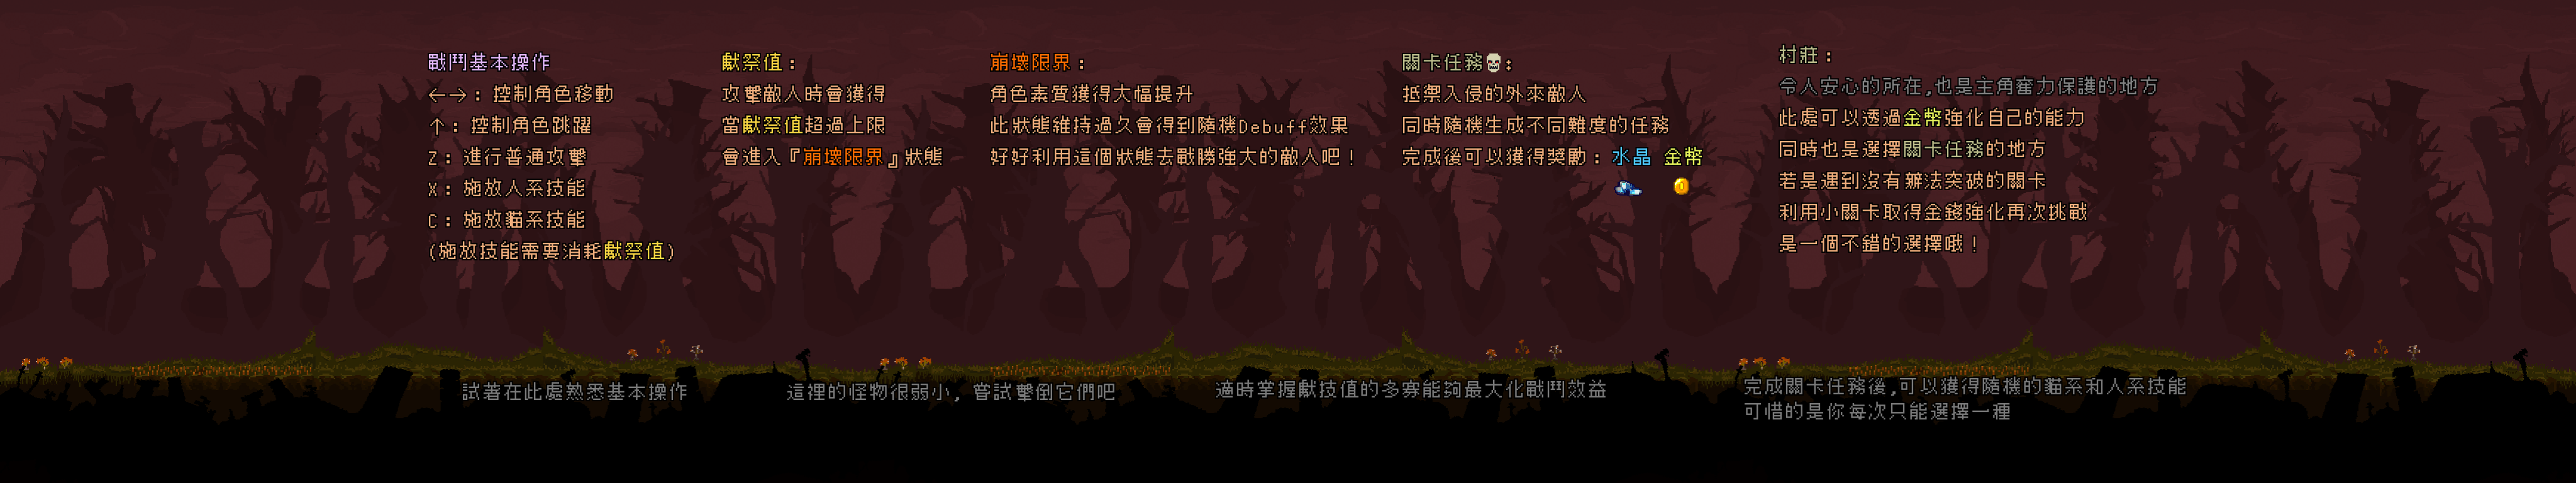 戰鬥基本操作
←→：控制角色移動
↑：控制角色跳躍
Z：進行普通攻擊
X：施放人系技能
C：施放貓系技能
(施放技能需要消耗獻祭值)
獻祭值：
攻擊敵人時會獲得
當獻祭值超過上限
會進入『崩壞限界』狀態
崩壞限界：
角色素質獲得大幅提升
此狀態維持過久會得到隨機Debuff效果
好好利用這個狀態去戰勝強大的敵人吧！
關卡任務：
抵禦入侵的外來敵人
同時隨機生成不同難度的任務
完成後可以獲得獎勵：水晶 金幣
村莊：
令人安心的所在,也是主角奮力保護的地方
此處可以透過金幣強化自己的能力
同時也是選擇關卡任務的地方
若是遇到沒有辦法突破的關卡
利用小關卡取得金錢強化再次挑戰
是一個不錯的選擇哦！
試著在此處熟悉基本操作
這裡的怪物很弱小, 嘗試擊倒它們吧
適時掌握獻技值的多寡能夠最大化戰鬥效益
完成關卡任務後,可以獲得隨機的貓系和人系技能
可惜的是你每次只能選擇一種